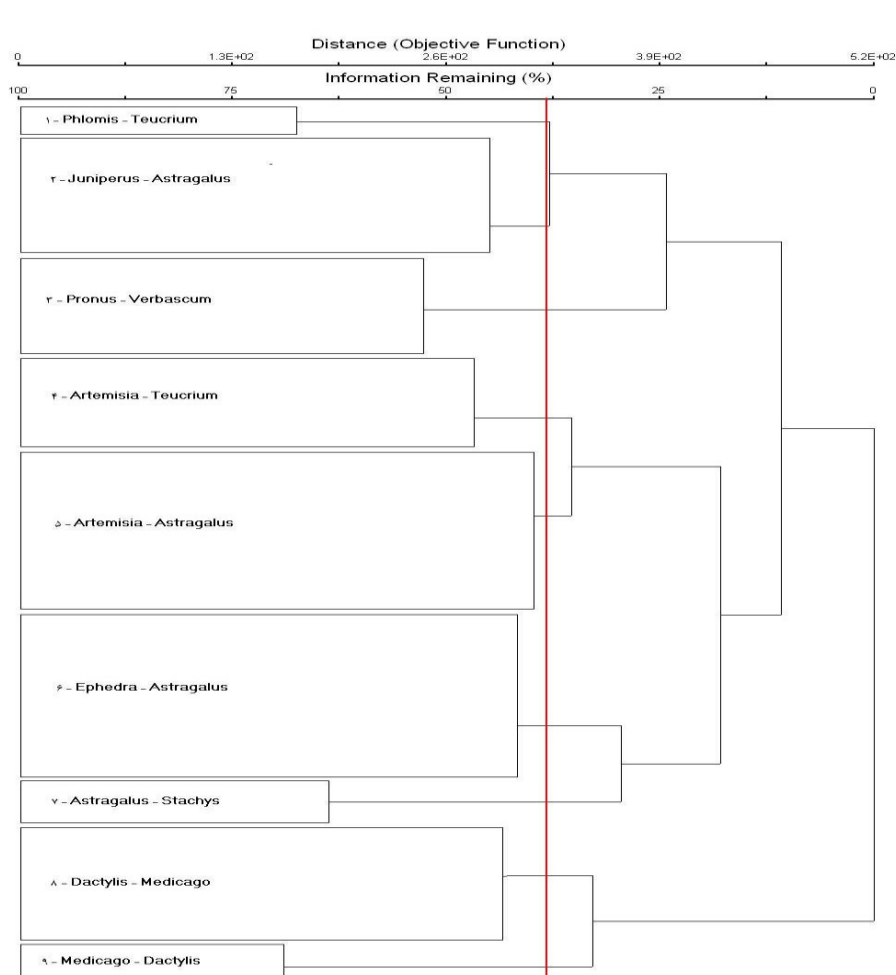 Distance (Objective Function)
0 1.3E+02 2.6E+02 3.9E+02 5.2E+02
Information Remaining (%)
100 75 50 25 0
۱ - Phlomis - Teucrium
۲ - Juniperus - Astragalus
۳ - Pronus - Verbascum
۴ - Artemisia - Teucrium
۵ - Artemisia - Astragalus
۶ - Ephedra - Astragalus
۷ - Astragalus - Stachys
۸ - Dactylis - Medicago
۹ - Medicago - Dactylis